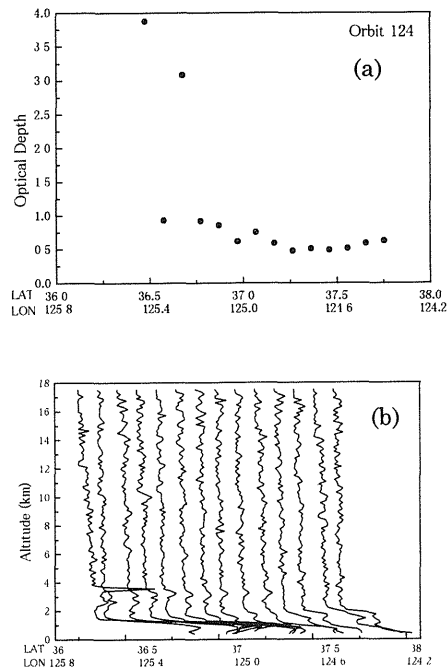 Orbit 124
(a)
Optical Depth
4.0
3.5
3.0
2.5
2.0
1.5
1.0
0.5
0.0
LAT 36 0 36.5 37.0 37.5 38.0
LON 125 8 125.4 125.0 121 6 124.2
(b)
Altutude (km)
18
16
14
12
10
8
6
4
2
0
LAT 36 36.5 37 37.5 38
LON 125 8 125 4 125 0 124 6 124 2